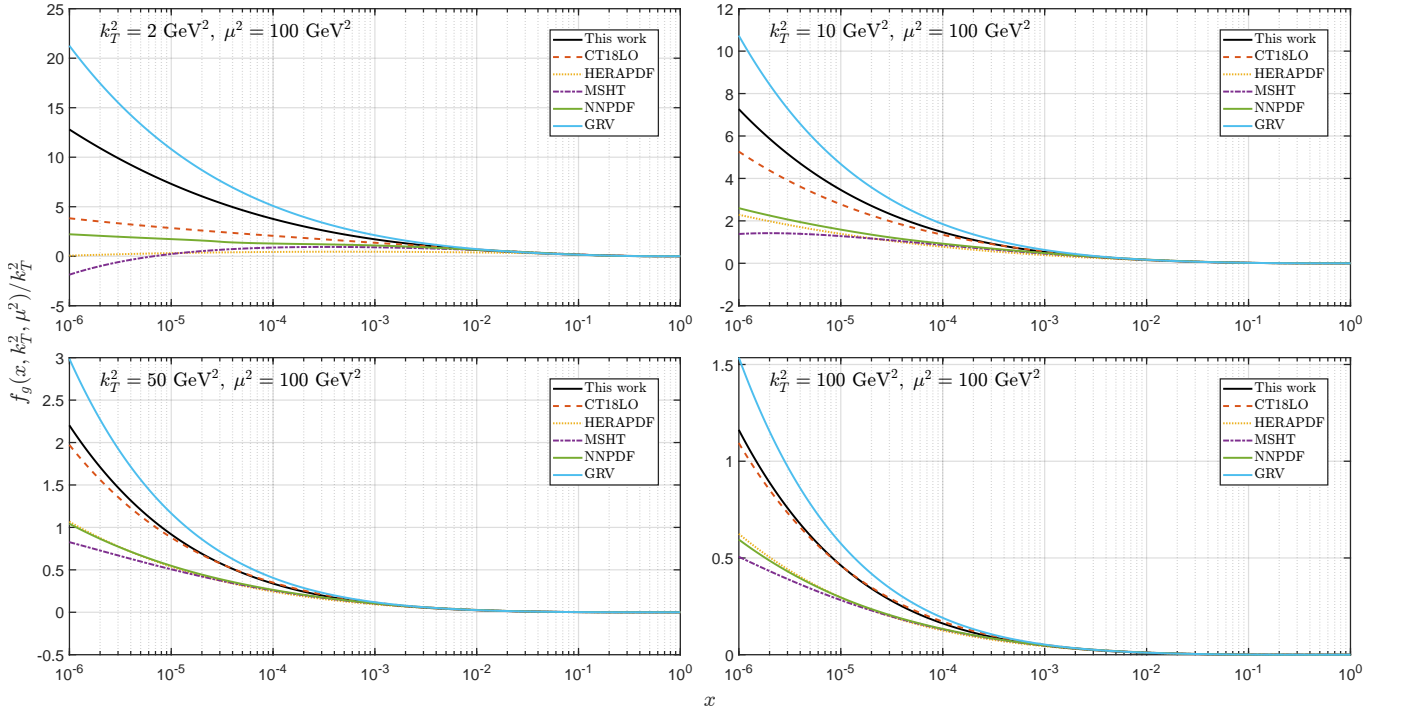 k_T^2 = 2 GeV^2, μ^2 = 100 GeV^2
25
20
15
10
5
0
-5
This work
CT18LO
HERAPDF
MSHT
NNPDF
GRV
10^-6
10^-5
10^-4
10^-3
10^-2
10^-1
10^0
k_T^2 = 10 GeV^2, μ^2 = 100 GeV^2
12
10
8
6
4
2
0
-2
This work
CT18LO
HERAPDF
MSHT
NNPDF
GRV
10^-6
10^-5
10^-4
10^-3
10^-2
10^-1
10^0
f_g(x, k_T^2, μ^2)/k_T^2
k_T^2 = 50 GeV^2, μ^2 = 100 GeV^2
3
2.5
2
1.5
1
0.5
0
-0.5
This work
CT18LO
HERAPDF
MSHT
NNPDF
GRV
10^-6
10^-5
10^-4
10^-3
10^-2
10^-1
10^0
k_T^2 = 100 GeV^2, μ^2 = 100 GeV^2
1.5
1
0.5
0
This work
CT18LO
HERAPDF
MSHT
NNPDF
GRV
10^-6
10^-5
10^-4
10^-3
10^-2
10^-1
10^0
x